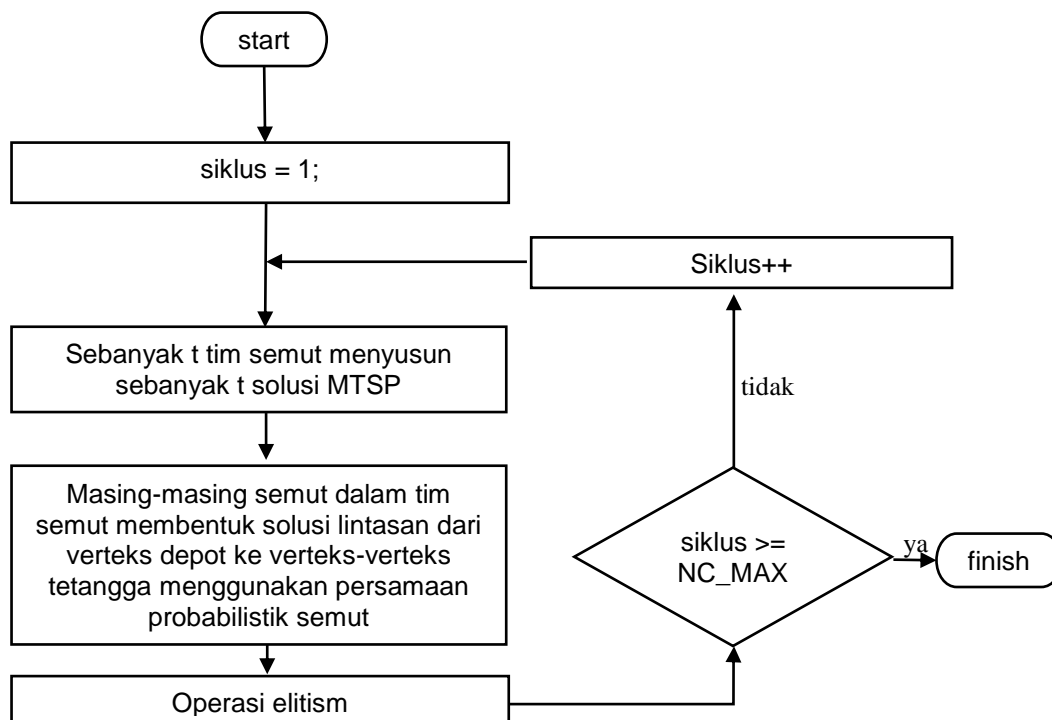 start
siklus = 1;
Siklus++
Sebanyak t tim semut menyusun
sebanyak t solusi MTSP
tidak
Masing-masing semut dalam tim
semut membentuk solusi lintasan dari
verteks depot ke verteks-verteks
tetangga menggunakan persamaan
probabilistik semut
siklus >=
NC_MAX
ya
finish
Operasi elitism